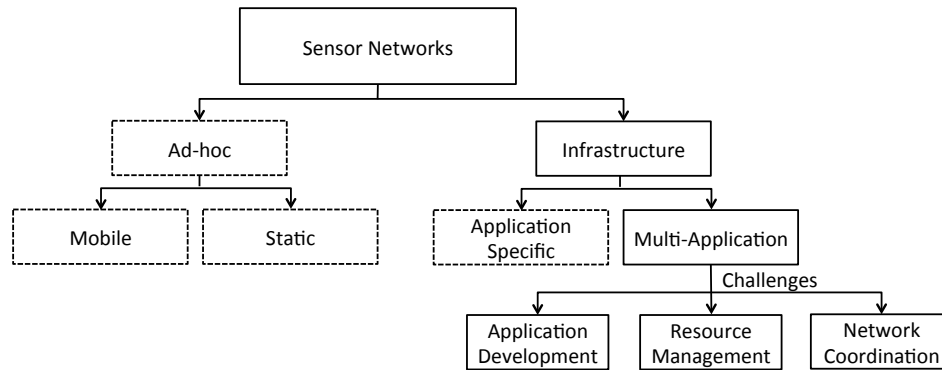 Sensor Networks
Ad-hoc
Infrastructure
Mobile
Static
Application
Specific
Multi-Application
Challenges
Application
Development
Resource
Management
Network
Coordination